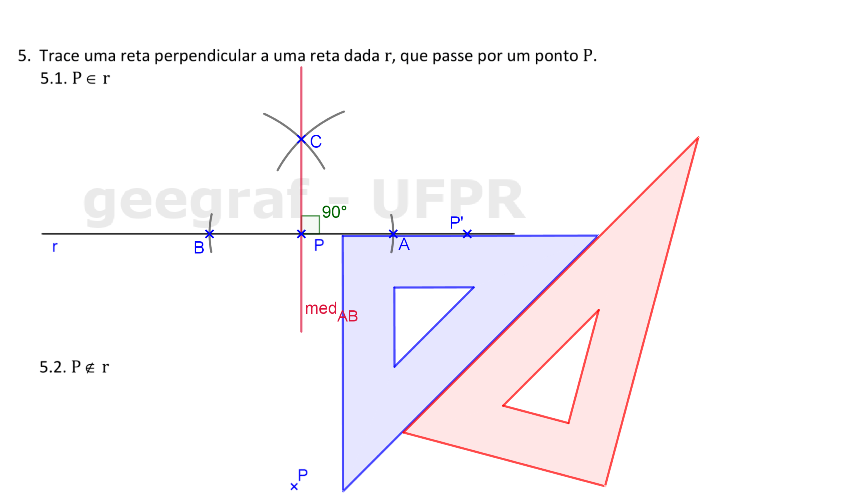 5. Trace uma reta perpendicular a uma reta dada r, que passe por um ponto P.
5.1. P ∈ r
C
geegraf - UFPR
90°
P'
r
B
P
A
med AB
5.2. P ∉ r
P